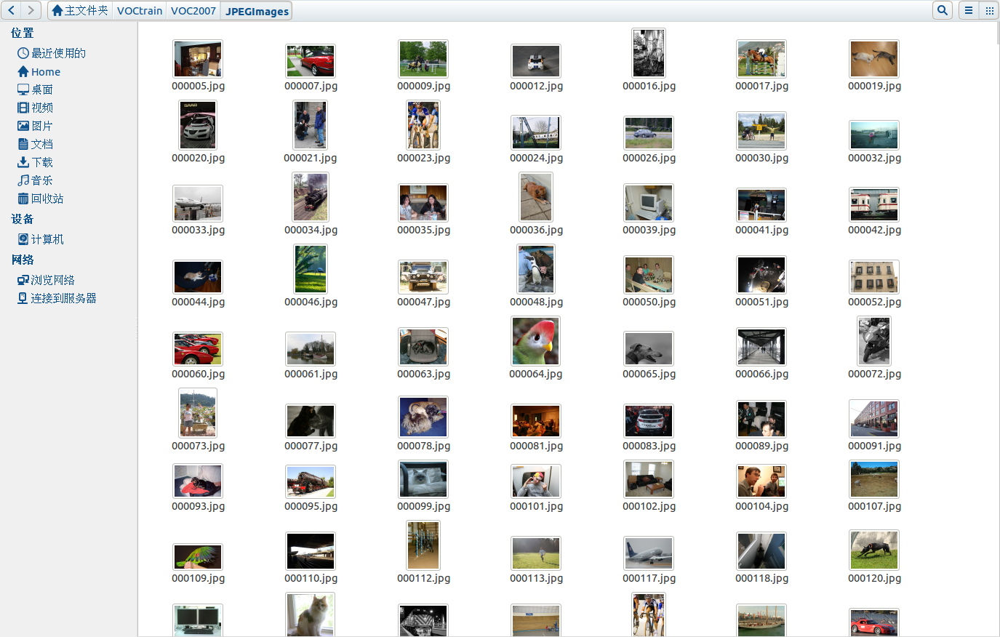 主文件夹 VOCtrain VOC2007 JPEGImages
位置
最近使用的
Home
桌面
视频
图片
文档
下载
音乐
回收站
设备
计算机
网络
浏览网络
连接到服务器
000005.jpg 000007.jpg 000009.jpg 000012.jpg 000016.jpg 000017.jpg 000019.jpg
SAAB
000020.jpg 000021.jpg 000023.jpg 000024.jpg 000026.jpg 000030.jpg 000032.jpg
000033.jpg 000034.jpg 000035.jpg 000036.jpg 000039.jpg 000041.jpg 000042.jpg
000044.jpg 000046.jpg 000047.jpg 000048.jpg 000050.jpg 000051.jpg 000052.jpg
000060.jpg 000061.jpg 000063.jpg 000064.jpg 000065.jpg 000066.jpg 000072.jpg
000073.jpg 000077.jpg 000078.jpg 000081.jpg 000083.jpg 000089.jpg 000091.jpg
000093.jpg 000095.jpg 000099.jpg 000101.jpg 000102.jpg 000104.jpg 000107.jpg
000109.jpg 000110.jpg 000112.jpg 000113.jpg 000117.jpg 000118.jpg 000120.jpg